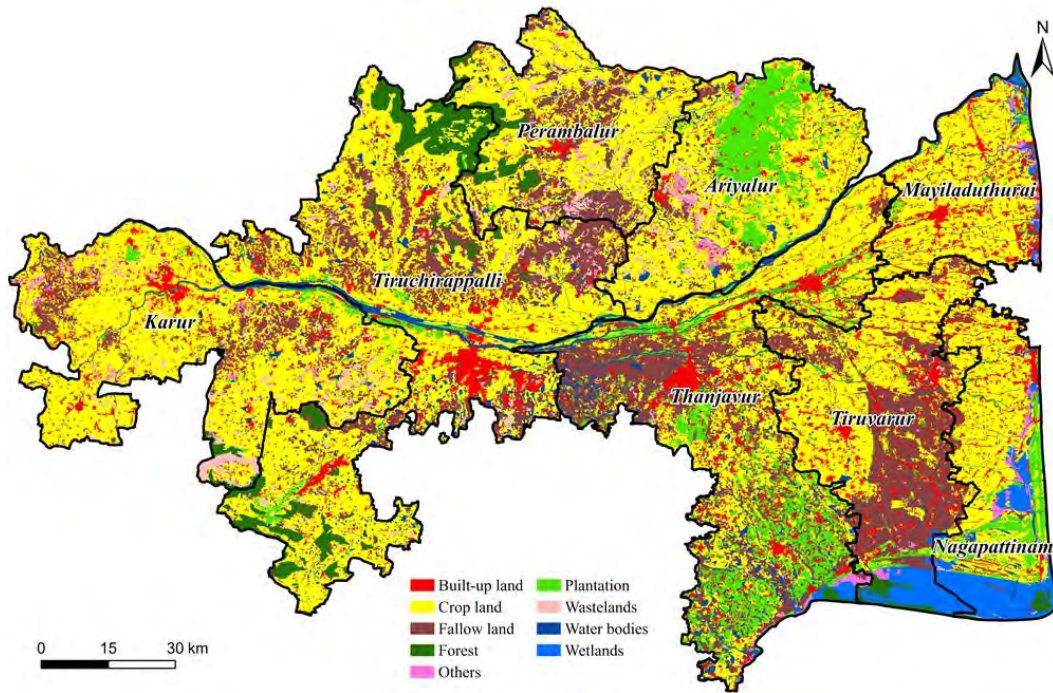 N
Perambalur
Ariyalur
Mayiladuthurai
Tiruchirappalli
Karur
Thanjavur
Tiruvarur
Nagapattinam
Built-up land
Crop land
Fallow land
Forest
Others
Plantation
Wastelands
Water bodies
Wetlands
0 15 30 km